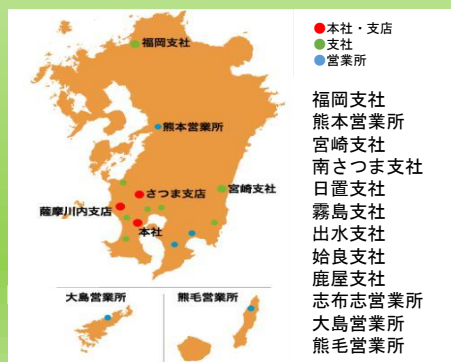 福岡支社
熊本営業所
さつま支店
宮崎支社
薩摩川内支店
本社
大島営業所
熊毛営業所
●本社・支店
●支社
●営業所
福岡支社
熊本営業所
宮崎支社
南さつま支社
日置支社
霧島支社
出水支社
姶良支社
鹿屋支社
志布志営業所
大島営業所
熊毛営業所